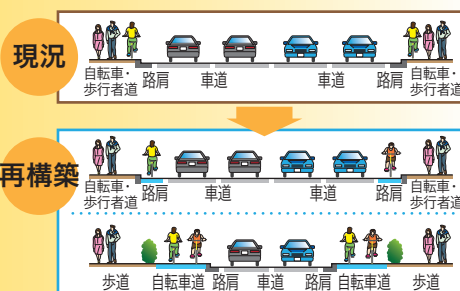 現況
自転車・
歩行者道
路肩
車道
車道
路肩
自転車・
歩行者道
再構築
自転車・
歩行者道
路肩
車道
車道
路肩
自転車・
歩行者道
歩道
自転車道
路肩
車道
路肩
自転車道
歩道